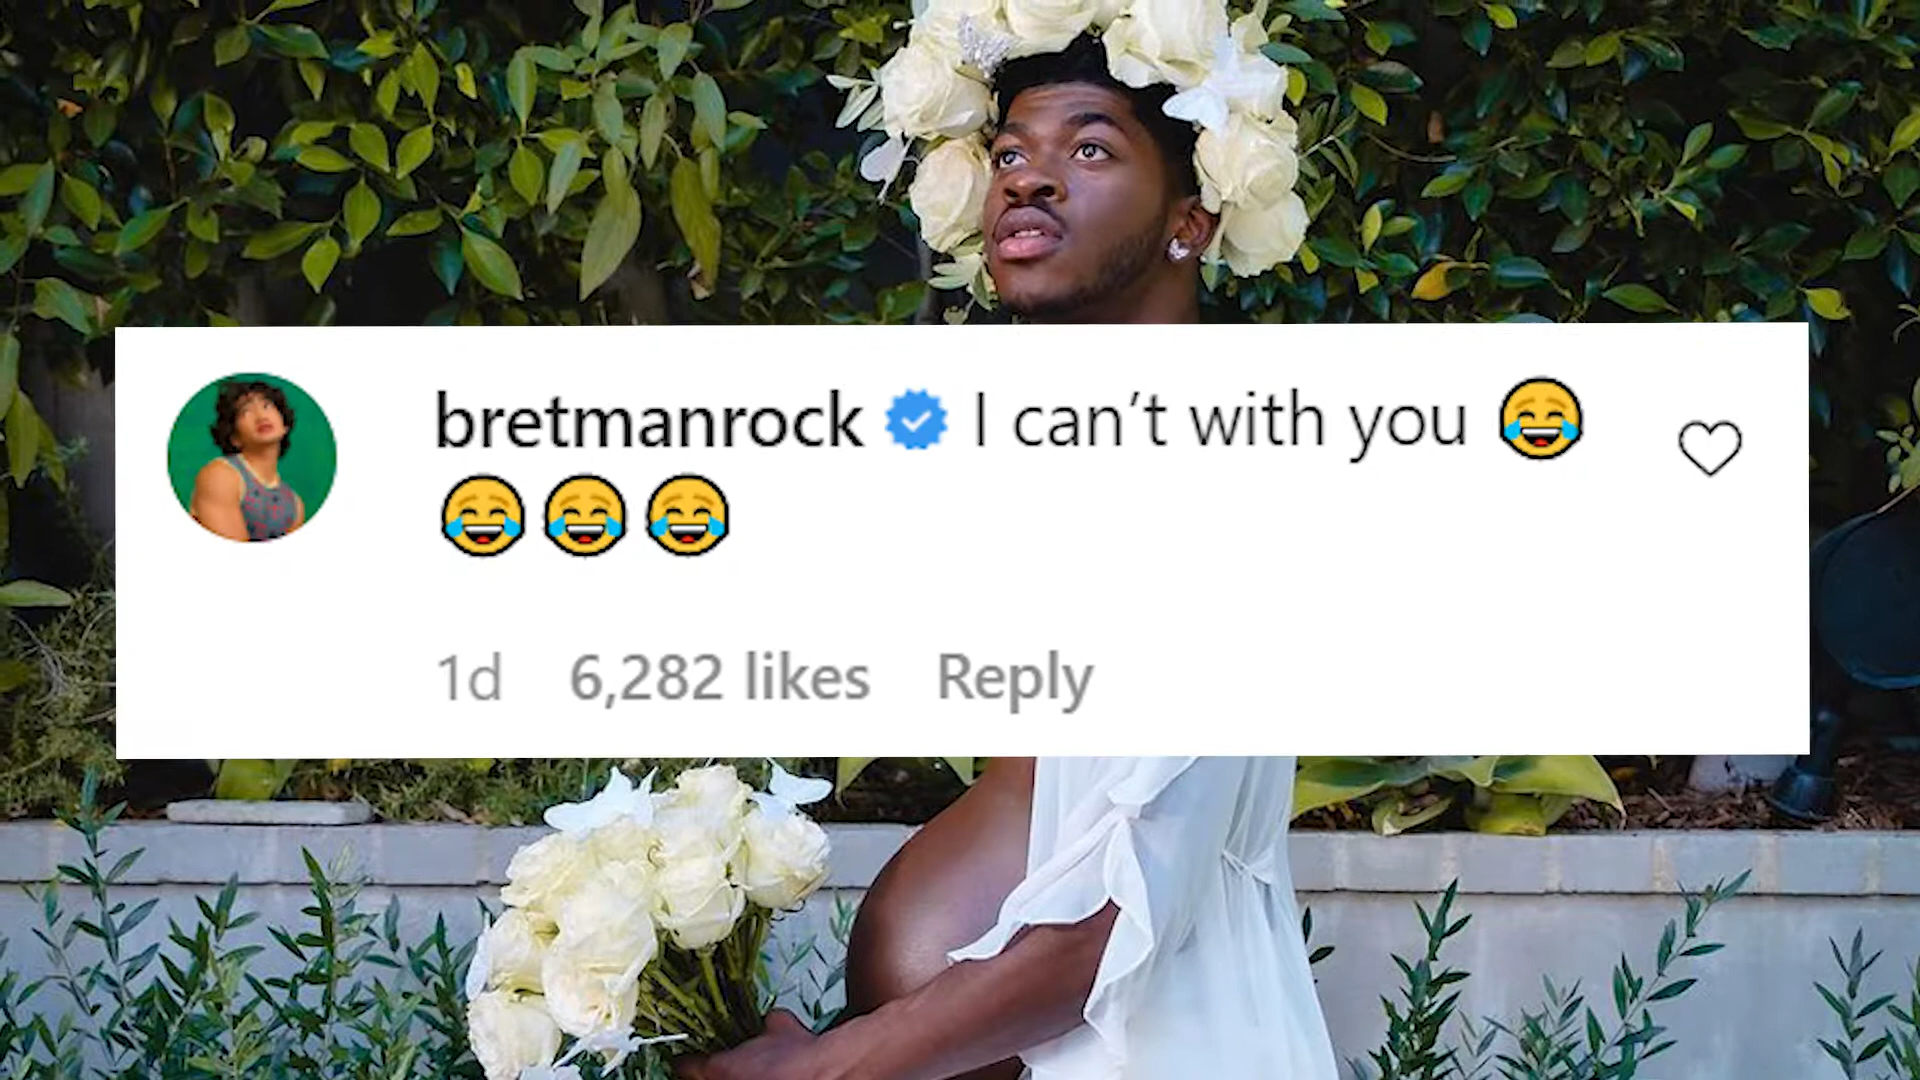 bretmanrock I can't with you 😂
😂😂😂
1d 6,282 likes Reply